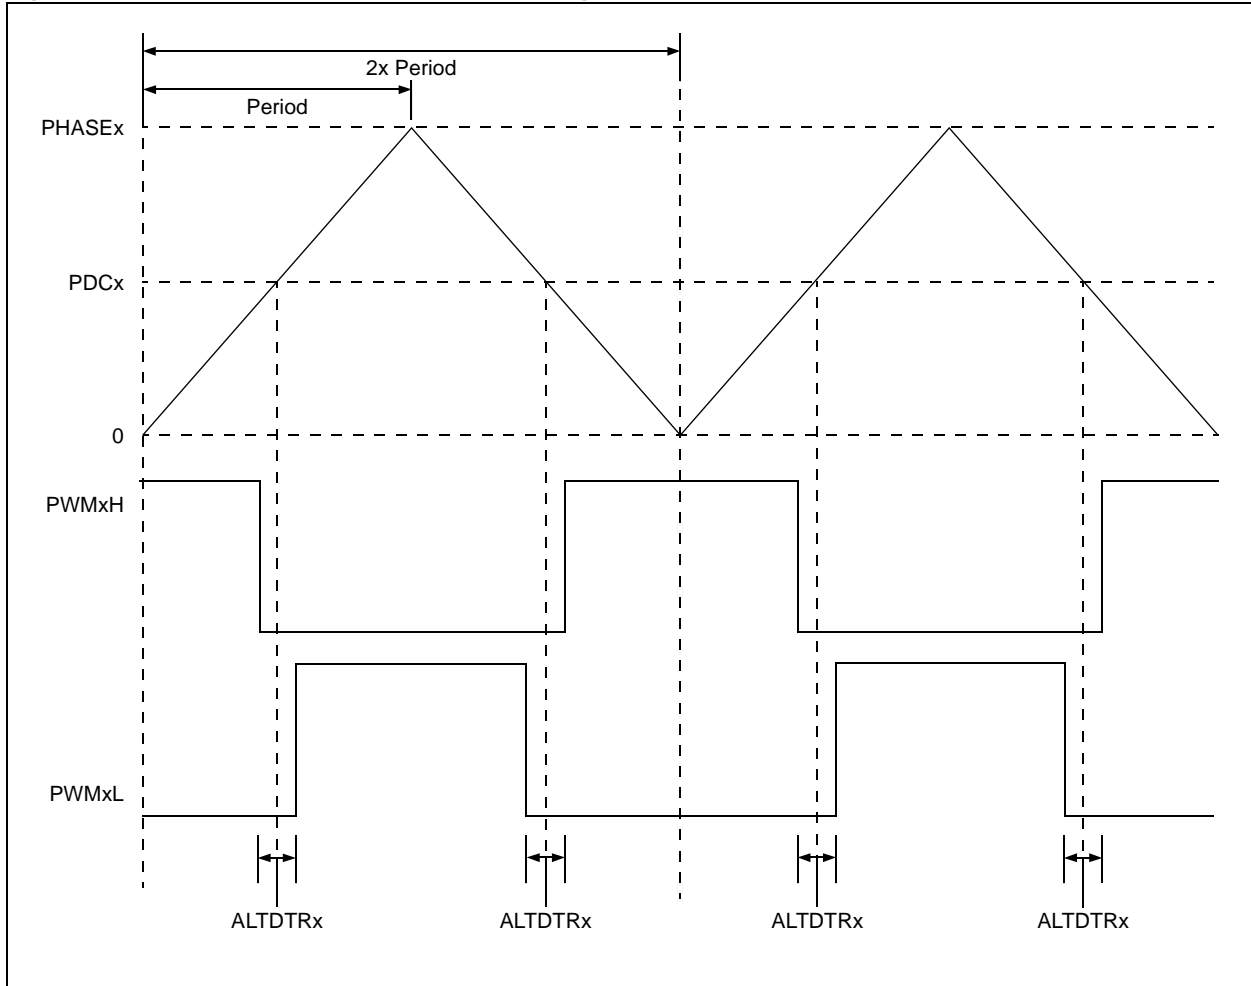 2x Period
Period
PHASEx
PDCx
0
PWMxH
PWMxL
ALTDTRx
ALTDTRx
ALTDTRx
ALTDTRx